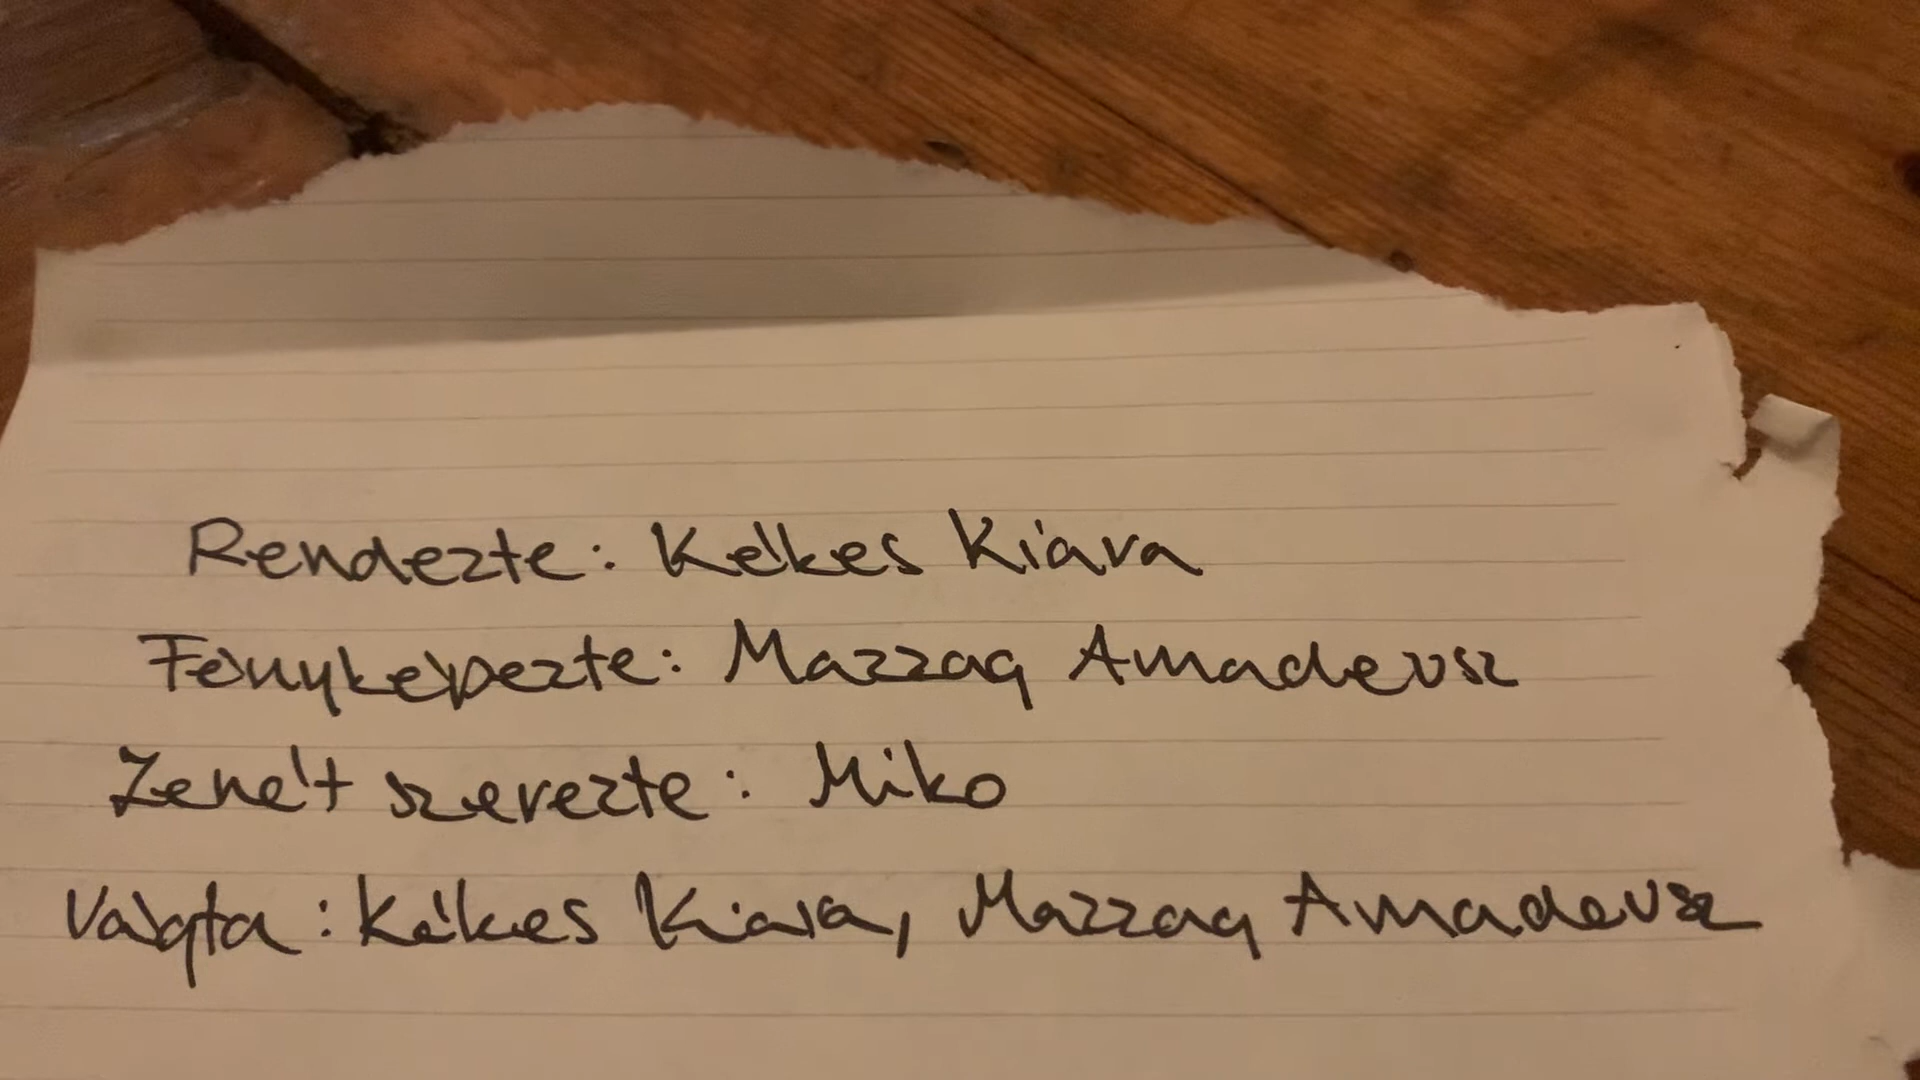 Rendezte: Kékes Kiara
Fényképezte: Mazzag Amadeusz
Zenét szerezte: Miko
Vágta: Kékes Kiara, Mazzag Amadeusz